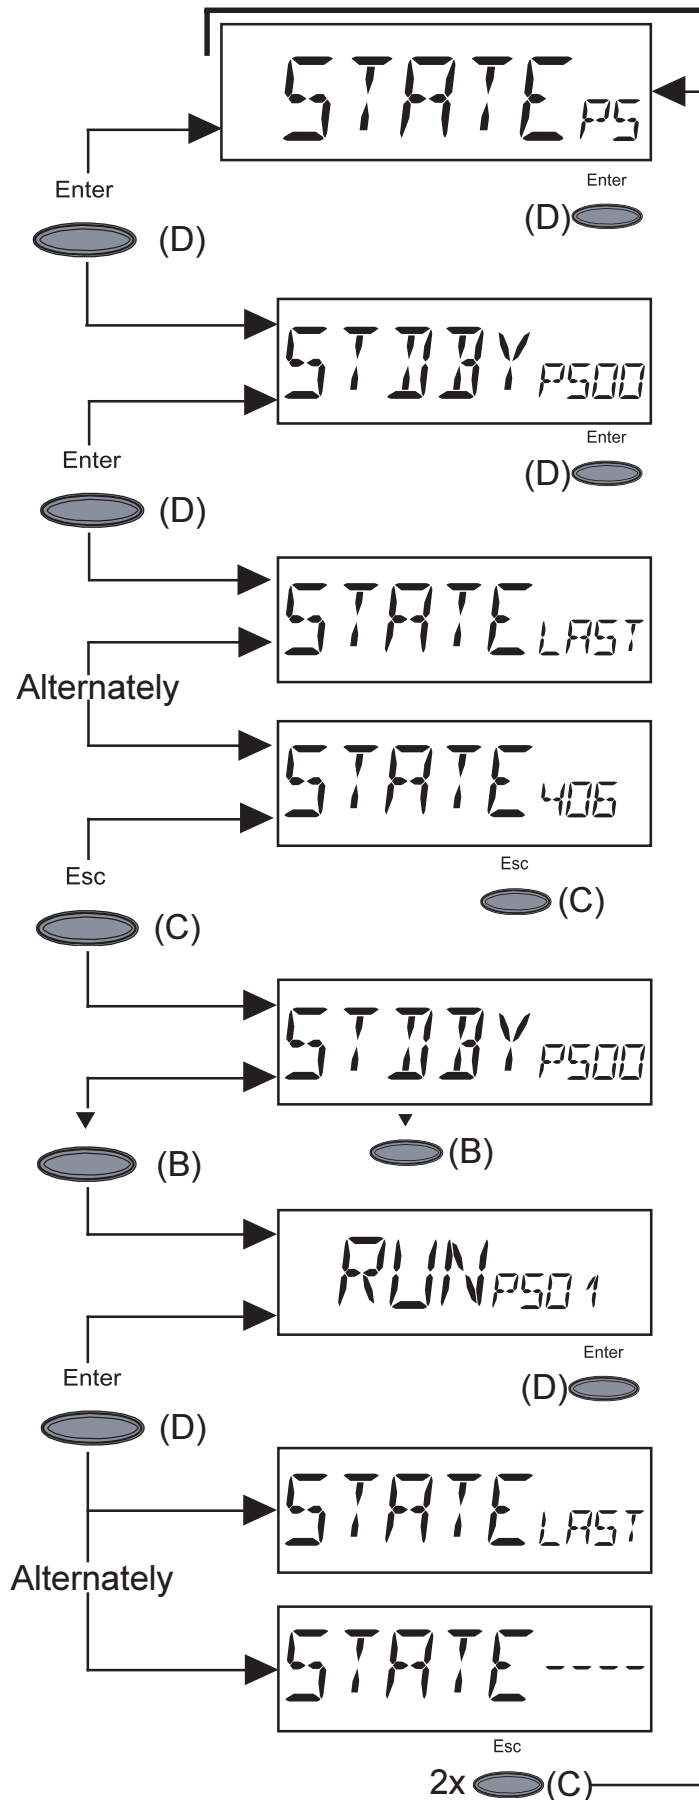 STATE PS
Enter
Enter
(D)
(D)
STDBY PS00
Enter
Enter
(D)
(D)
STATE LAST
Alternately
STATE 406
Esc
Esc
(C)
(C)
STDBY PS00
(B)
(B)
RUN PS01
Enter
Enter
(D)
(D)
STATE LAST
Alternately
STATE ----
Esc
2x (C)